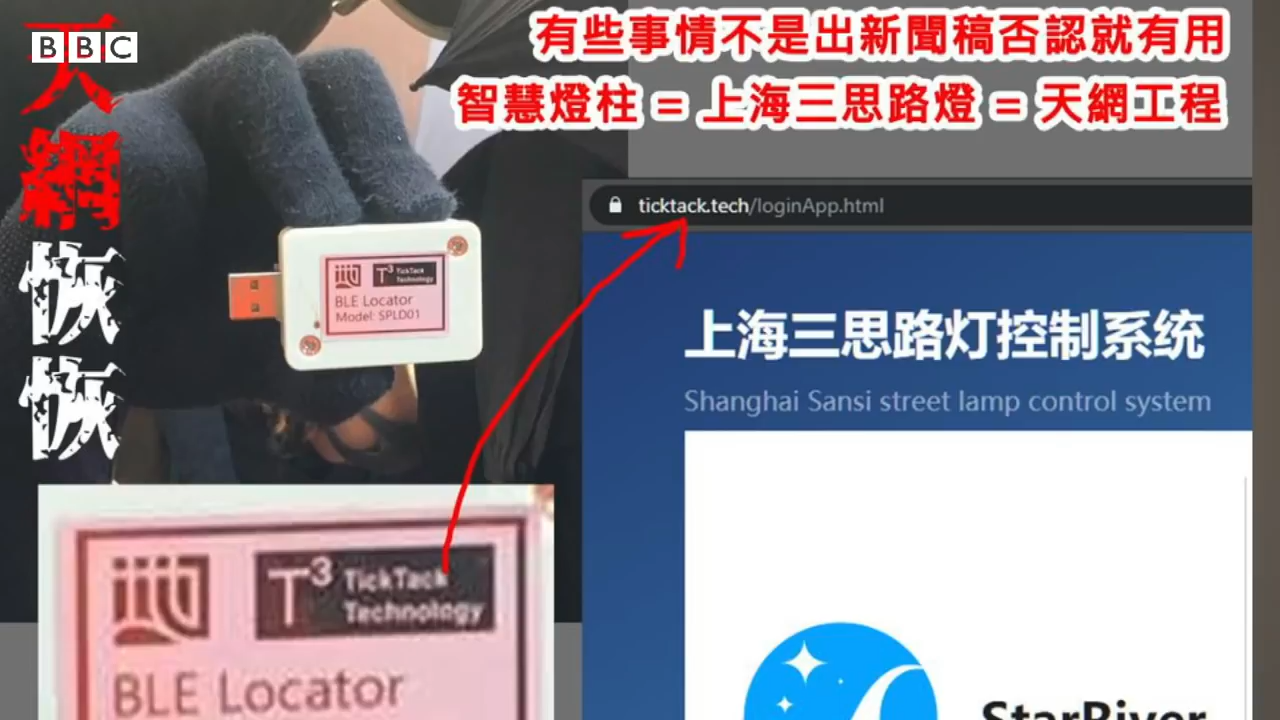 BBC
天網恢恢
有些事情不是出新聞稿否認就有用
智慧燈柱 = 上海三思路燈 = 天網工程
T3 TickTack
Technology
BLE Locator
Model: SPLD01
ticktack.tech/loginApp.html
上海三思路灯控制系统
Shanghai Sansi street lamp control system
T3 TickTack
Technology
BLE Locator
StarRiver